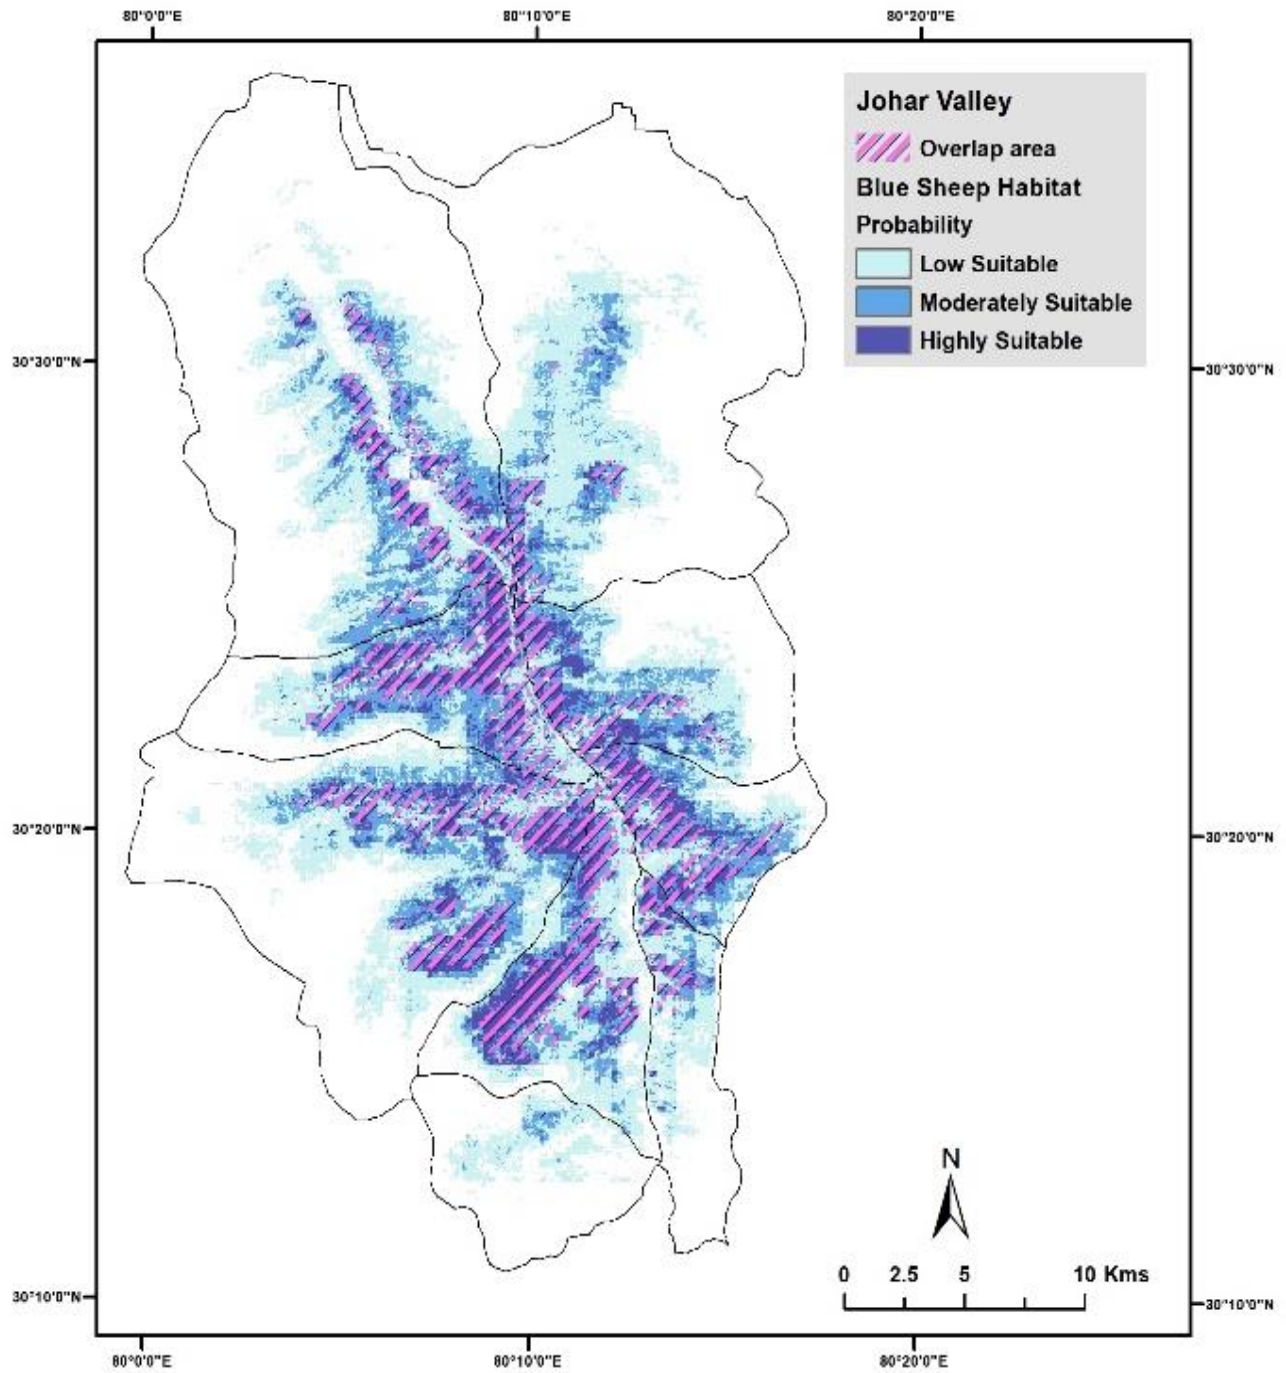 80°0'0"E 80°10'0"E 80°20'0"E
Johar Valley
Overlap area
Blue Sheep Habitat
Probability
Low Suitable
Moderately Suitable
Highly Suitable
30°30'0"N 30°30'0"N
30°20'0"N 30°20'0"N
N
0 2.5 5 10 Kms
30°10'0"N 30°10'0"N
80°0'0"E 80°10'0"E 80°20'0"E